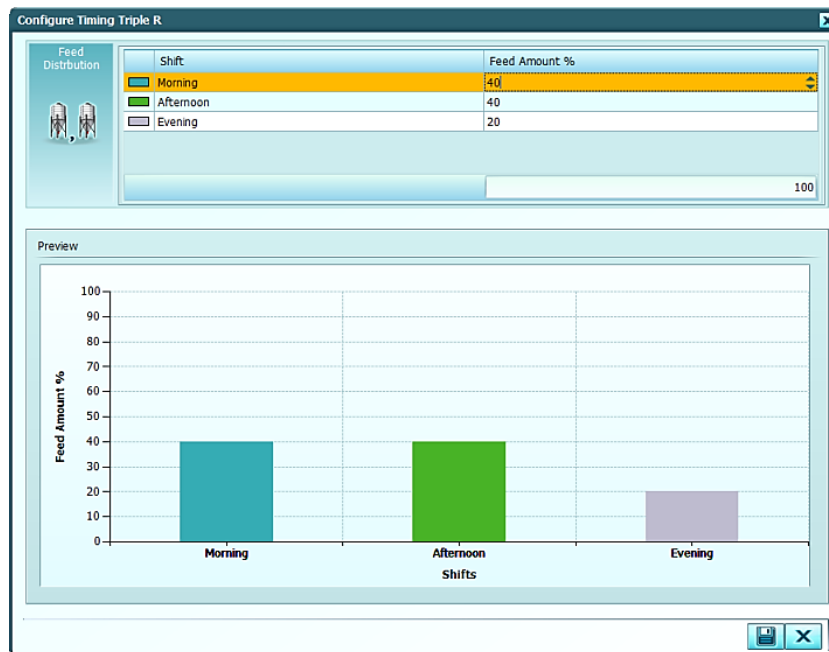 Configure Timing Triple R
Feed
Distrbution
Shift Feed Amount %
Morning 40
Afternoon 40
Evening 20
100
Preview
100
90
80
70
60
50
40
30
20
10
0
Feed Amount %
Morning Afternoon Evening
Shifts